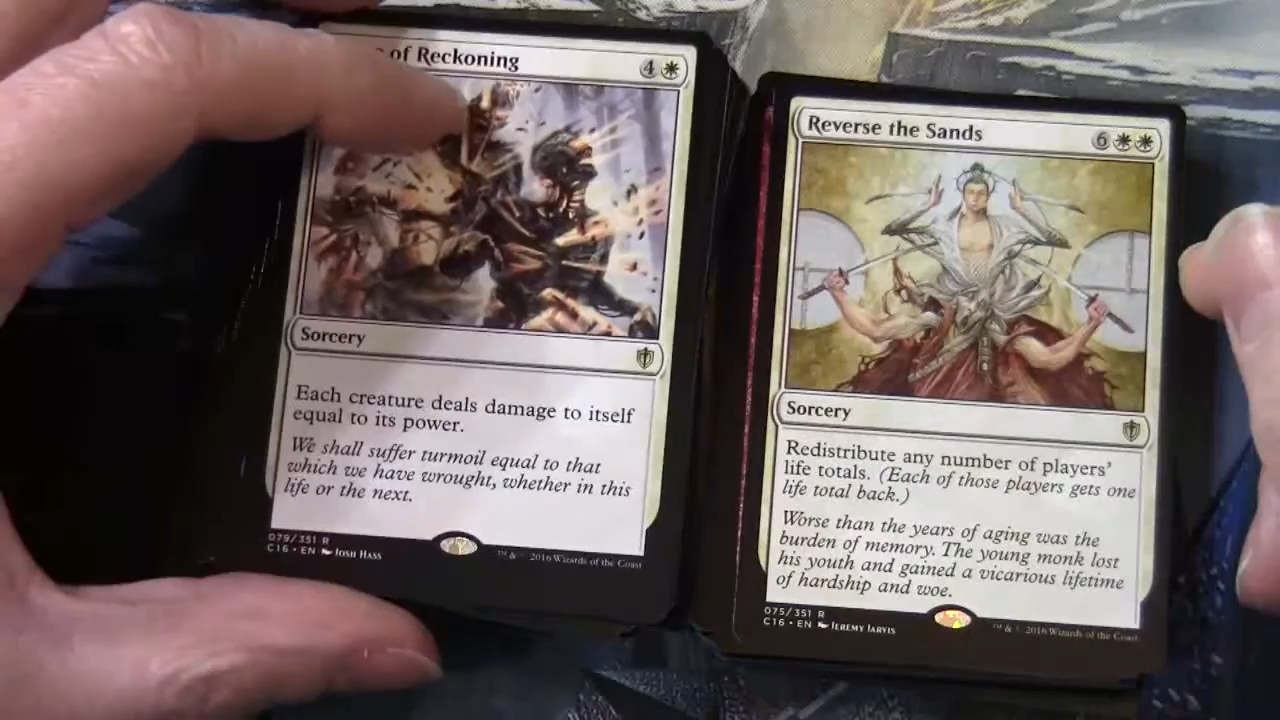 of Reckoning
4
Sorcery
Each creature deals damage to itself
equal to its power.
We shall suffer turmoil equal to that
which we have wrought, whether in this
life or the next.
079/351 R
C16 • EN Josh Hass
™ & © 2016 Wizards of the Coast
Reverse the Sands
6
Sorcery
Redistribute any number of players'
life totals. (Each of those players gets one
life total back.)
Worse than the years of aging was the
burden of memory. The young monk lost
his youth and gained a vicarious lifetime
of hardship and woe.
075/351 R
C16 • EN Jeremy Jarvis
™ & © 2016 Wizards of the Coast